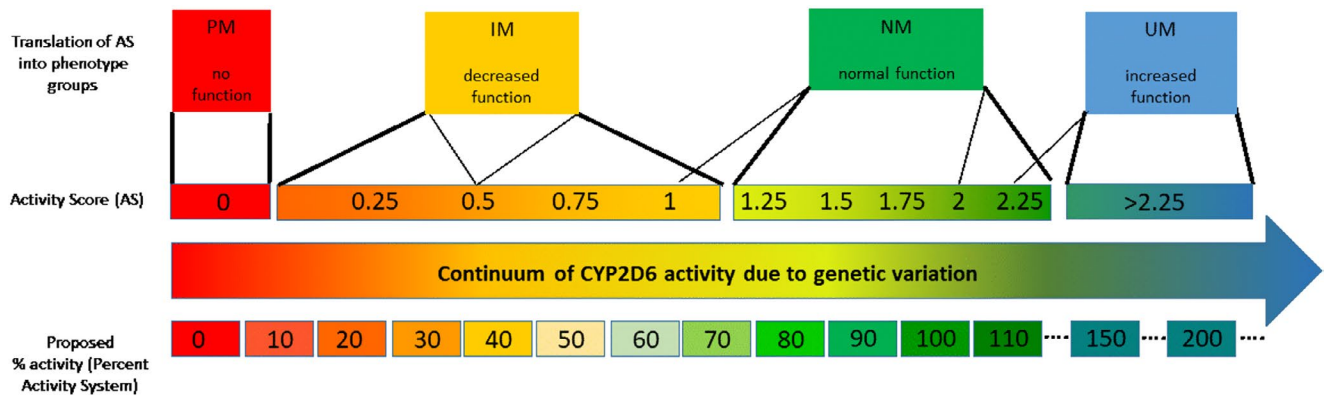 Translation of AS
into phenotype
groups
PM
no
function
IM
decreased
function
NM
normal function
UM
increased
function
Activity Score (AS)
0
0.25 0.5 0.75 1
1.25 1.5 1.75 2 2.25
>2.25
Continuum of CYP2D6 activity due to genetic variation
Proposed
% activity (Percent
Activity System)
0 10 20 30 40 50 60 70 80 90 100 110 150 200